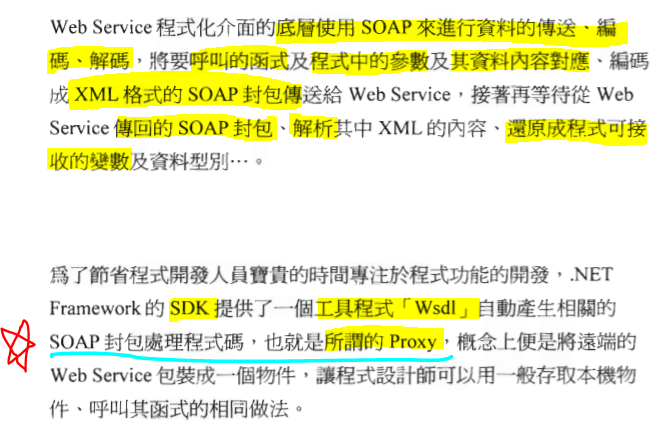 Web Service 程式化介面的底層使用 SOAP 來進行資料的傳送、編
碼、解碼，將要呼叫的函式及程式中的參數及其資料內容對應、編碼
成 XML 格式的 SOAP 封包傳送給 Web Service，接著再等待從 Web
Service 傳回的 SOAP 封包、解析其中 XML 的內容、還原成程式可接
收的變數及資料型別…。
為了節省程式開發人員寶貴的時間專注於程式功能的開發，.NET
Framework 的 SDK 提供了一個工具程式「Wsdl」自動產生相關的
SOAP 封包處理程式碼，也就是所謂的 Proxy，概念上便是將遠端的
Web Service 包裝成一個物件，讓程式設計師可以用一般存取本機物
件、呼叫其函式的相同做法。